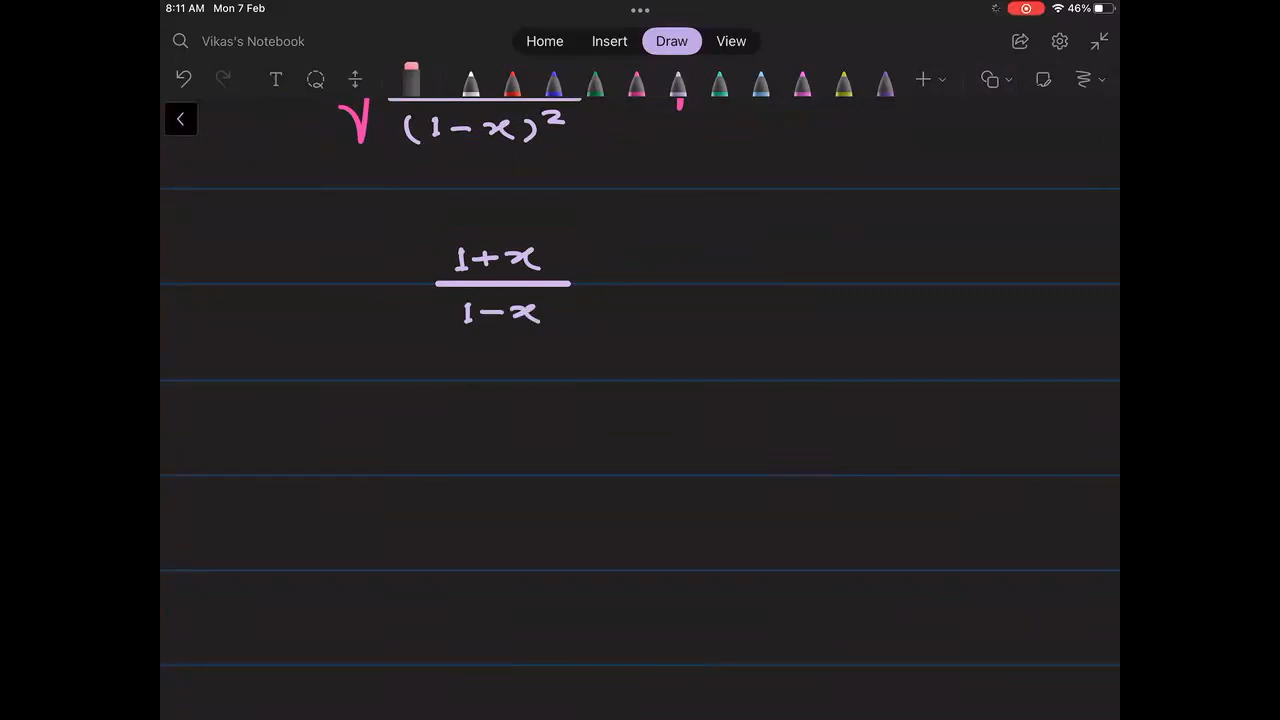 8:11 AM Mon 7 Feb 46%
Vikas's Notebook Home Insert Draw View
T
√ (1-x)²
1+x
1-x